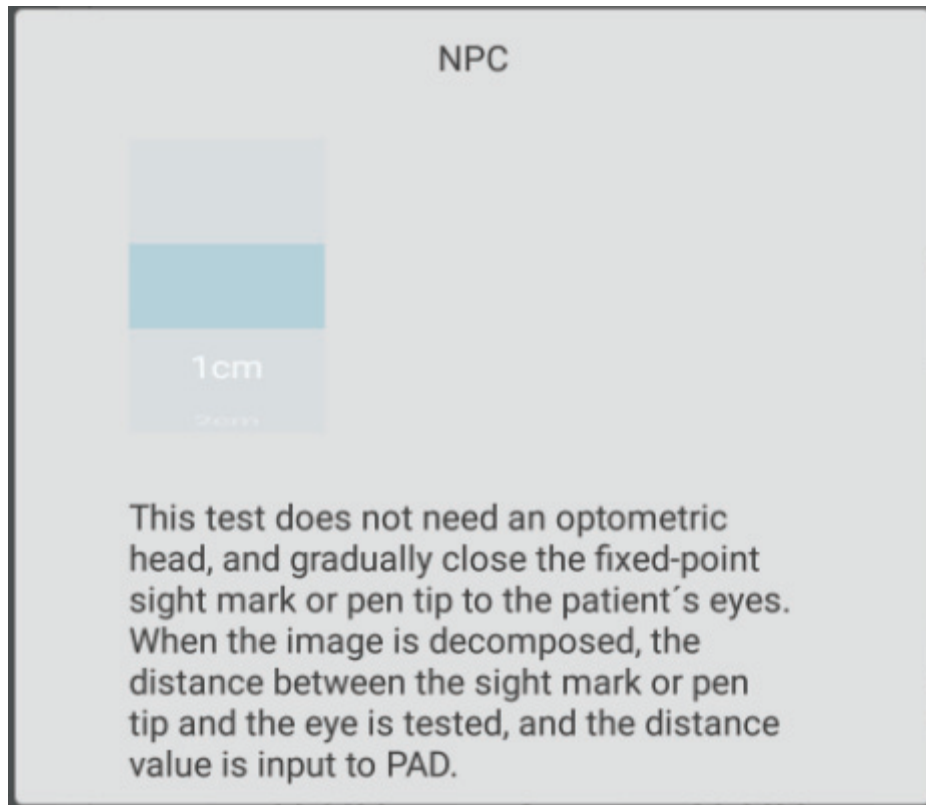 NPC
1cm
This test does not need an optometric
head, and gradually close the fixed-point
sight mark or pen tip to the patient´s eyes.
When the image is decomposed, the
distance between the sight mark or pen
tip and the eye is tested, and the distance
value is input to PAD.